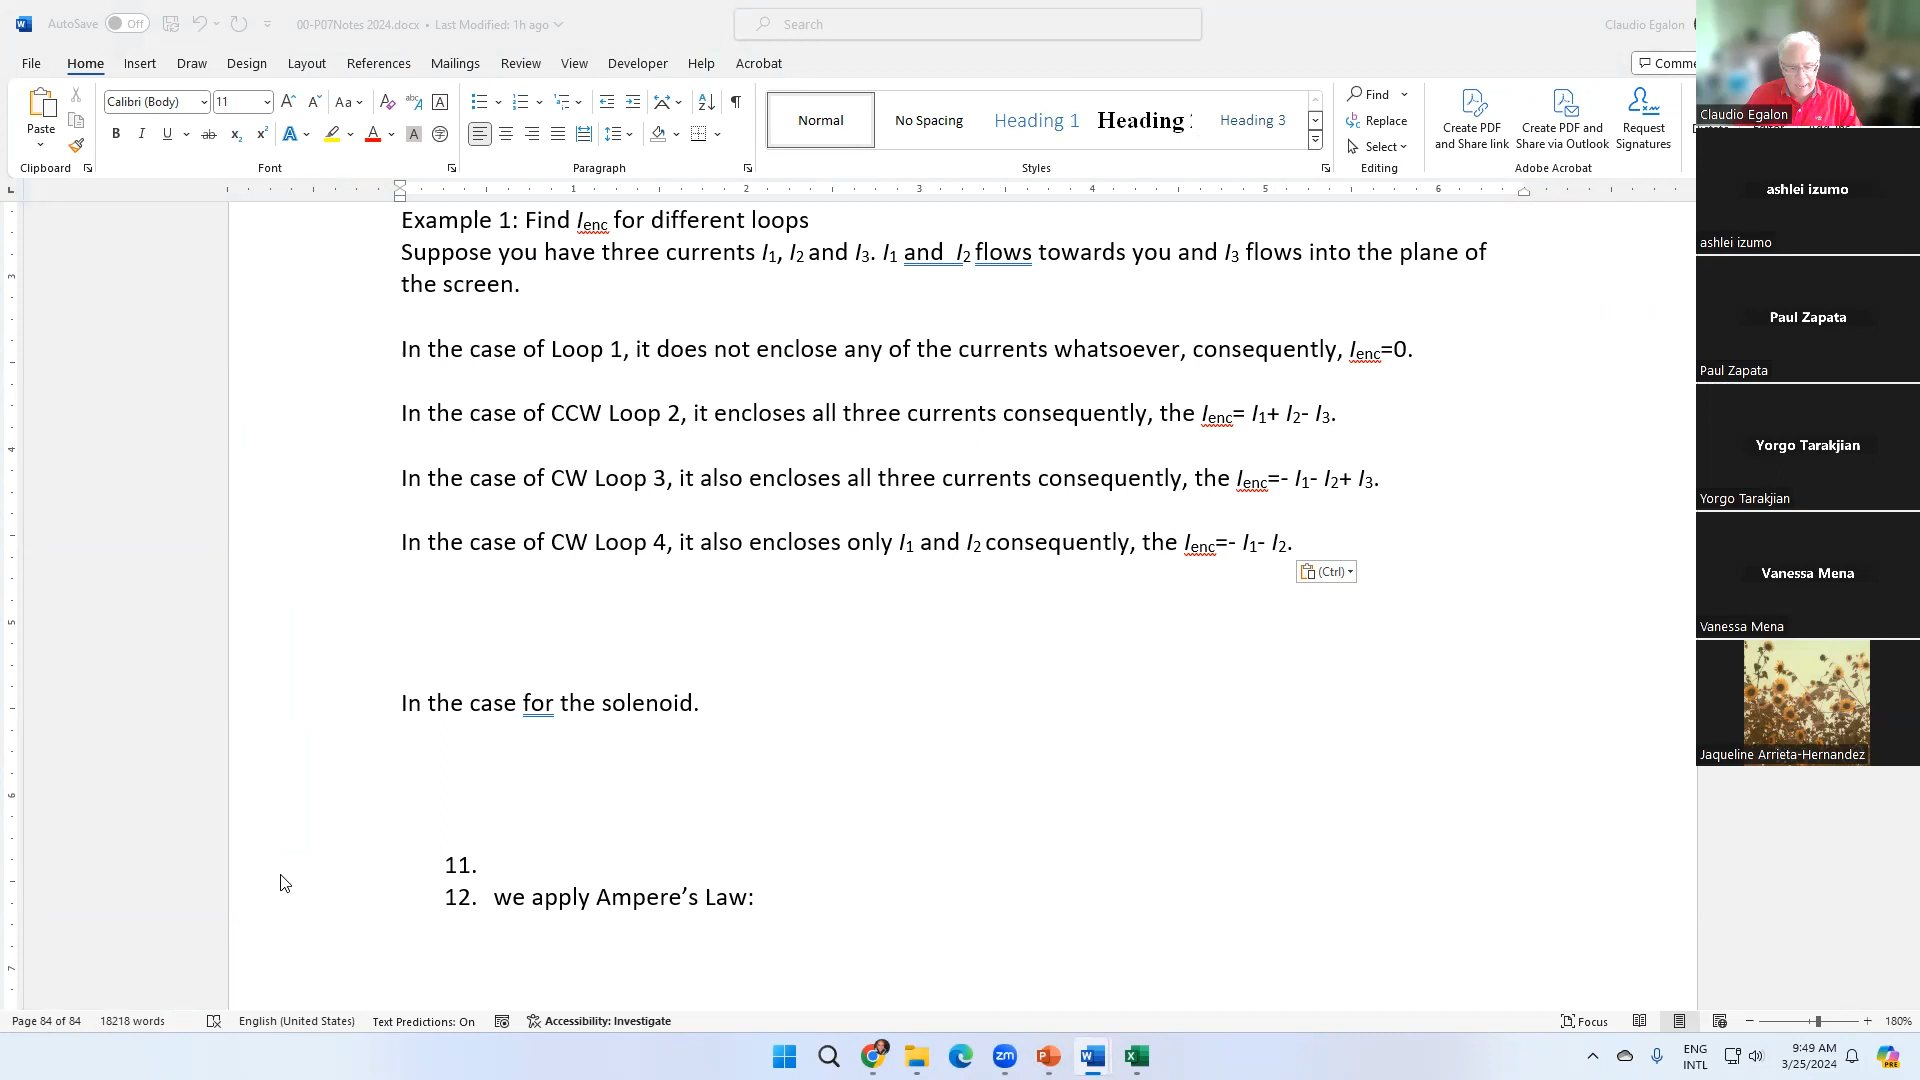 AutoSave Off 00-P07Notes 2024.docx • Last Modified: 1h ago Search Claudio Egalon
File Home Insert Draw Design Layout References Mailings Review View Developer Help Acrobat
Paste
Clipboard
Calibri (Body) 11
Font
Paragraph
Normal No Spacing Heading 1 Heading Heading 3
Styles
Find
Replace
Select
Editing
Create PDF and Share link
Create PDF and Share via Outlook
Request Signatures
Adobe Acrobat
1 2 3 4 5 6
Example 1: Find Ienc for different loops
Suppose you have three currents I1, I2 and I3. I1 and I2 flows towards you and I3 flows into the plane of
the screen.
In the case of Loop 1, it does not enclose any of the currents whatsoever, consequently, Ienc=0.
In the case of CCW Loop 2, it encloses all three currents consequently, the Ienc= I1+ I2- I3.
In the case of CW Loop 3, it also encloses all three currents consequently, the Ienc=- I1- I2+ I3.
In the case of CW Loop 4, it also encloses only I1 and I2 consequently, the Ienc=- I1- I2.
(Ctrl)
In the case for the solenoid.
11.
12. we apply Ampere’s Law:
3
4
5
6
7
Claudio Egalon
ashlei izumo
ashlei izumo
Paul Zapata
Paul Zapata
Yorgo Tarakjian
Yorgo Tarakjian
Vanessa Mena
Vanessa Mena
Jaqueline Arrieta-Hernandez
Page 84 of 84 18218 words English (United States) Text Predictions: On Accessibility: Investigate Focus 180%
ENG
INTL
9:49 AM
3/25/2024